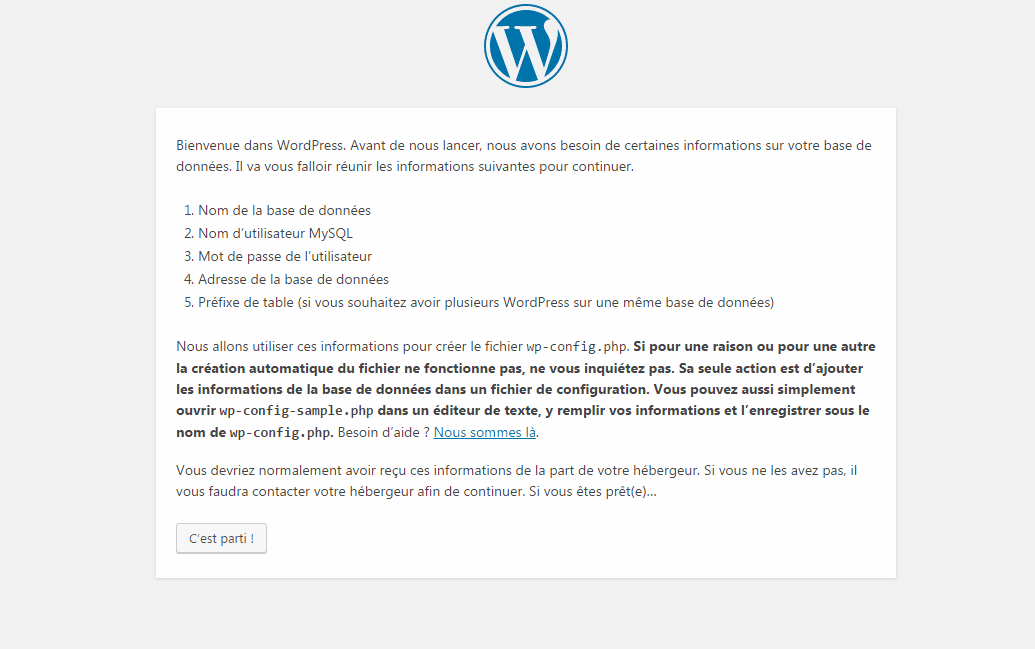 Bienvenue dans WordPress. Avant de nous lancer, nous avons besoin de certaines informations sur votre base de
données. Il va vous falloir réunir les informations suivantes pour continuer.
1. Nom de la base de données
2. Nom d’utilisateur MySQL
3. Mot de passe de l’utilisateur
4. Adresse de la base de données
5. Préfixe de table (si vous souhaitez avoir plusieurs WordPress sur une même base de données)
Nous allons utiliser ces informations pour créer le fichier wp-config.php. Si pour une raison ou pour une autre
la création automatique du fichier ne fonctionne pas, ne vous inquiétez pas. Sa seule action est d’ajouter
les informations de la base de données dans un fichier de configuration. Vous pouvez aussi simplement
ouvrir wp-config-sample.php dans un éditeur de texte, y remplir vos informations et l’enregistrer sous le
nom de wp-config.php. Besoin d’aide ? Nous sommes là.
Vous devriez normalement avoir reçu ces informations de la part de votre hébergeur. Si vous ne les avez pas, il
vous faudra contacter votre hébergeur afin de continuer. Si vous êtes prêt(e)…
C’est parti !